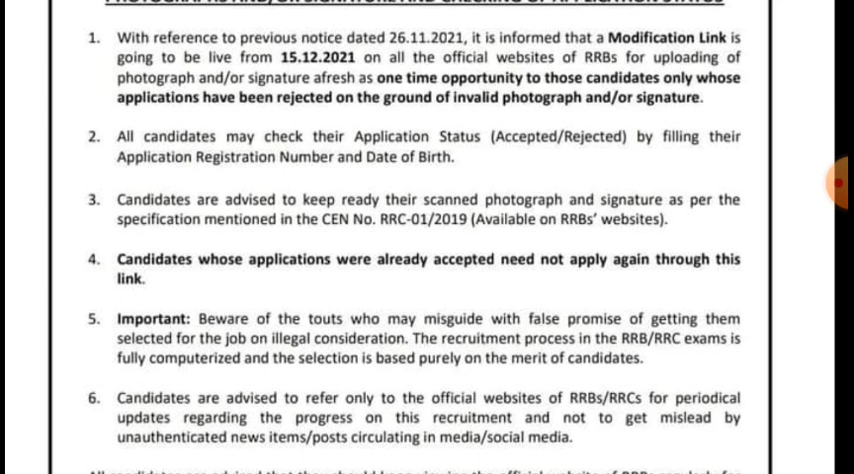 1. With reference to previous notice dated 26.11.2021, it is informed that a Modification Link is
going to be live from 15.12.2021 on all the official websites of RRBs for uploading of
photograph and/or signature afresh as one time opportunity to those candidates only whose
applications have been rejected on the ground of invalid photograph and/or signature.
2. All candidates may check their Application Status (Accepted/Rejected) by filling their
Application Registration Number and Date of Birth.
3. Candidates are advised to keep ready their scanned photograph and signature as per the
specification mentioned in the CEN No. RRC-01/2019 (Available on RRBs' websites).
4. Candidates whose applications were already accepted need not apply again through this
link.
5. Important: Beware of the touts who may misguide with false promise of getting them
selected for the job on illegal consideration. The recruitment process in the RRB/RRC exams is
fully computerized and the selection is based purely on the merit of candidates.
6. Candidates are advised to refer only to the official websites of RRBs/RRCs for periodical
updates regarding the progress on this recruitment and not to get mislead by
unauthenticated news items/posts circulating in media/social media.